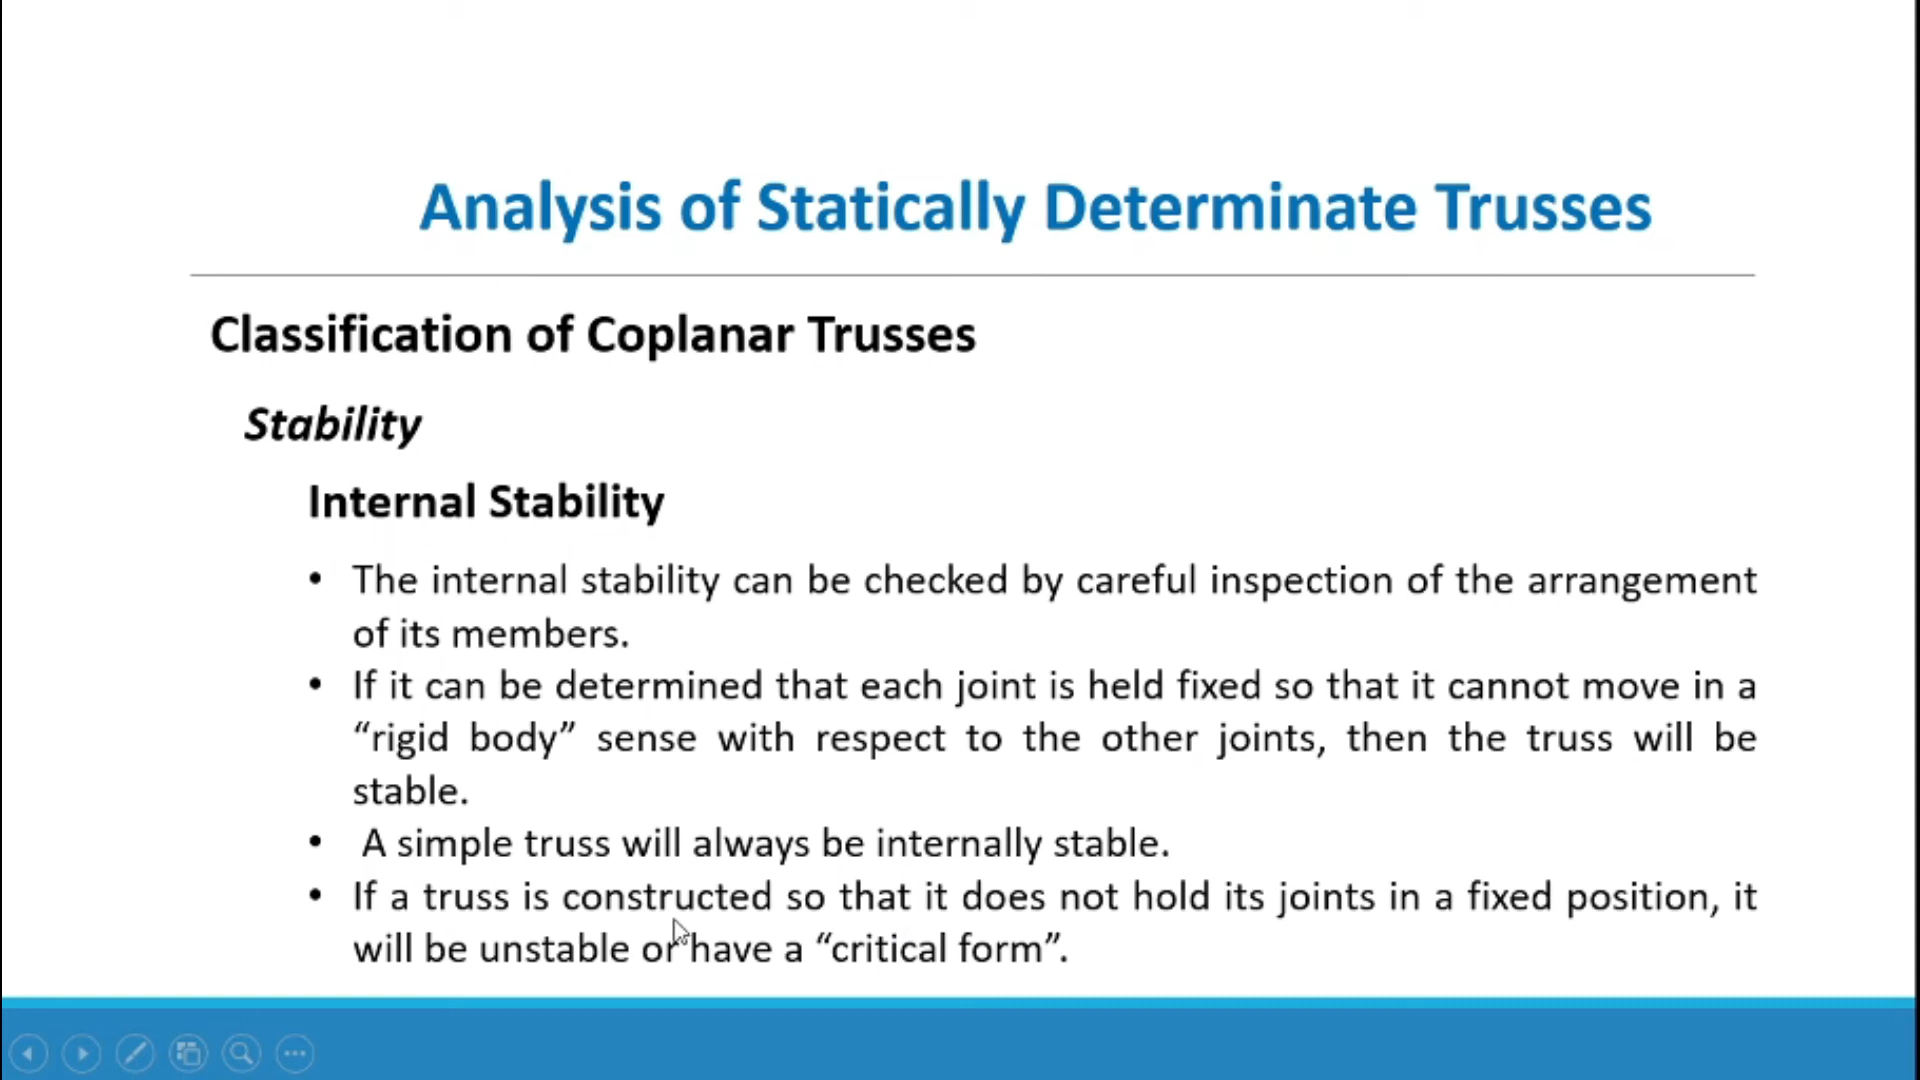 Analysis of Statically Determinate Trusses
Classification of Coplanar Trusses
Stability
Internal Stability
• The internal stability can be checked by careful inspection of the arrangement
of its members.
• If it can be determined that each joint is held fixed so that it cannot move in a
“rigid body” sense with respect to the other joints, then the truss will be
stable.
• A simple truss will always be internally stable.
• If a truss is constructed so that it does not hold its joints in a fixed position, it
will be unstable or have a “critical form”.